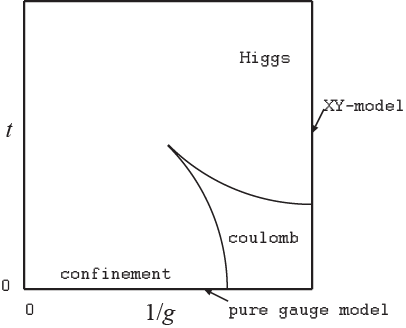 Higgs
XY-model
t
coulomb
0
confinement
0
1/g
pure gauge model